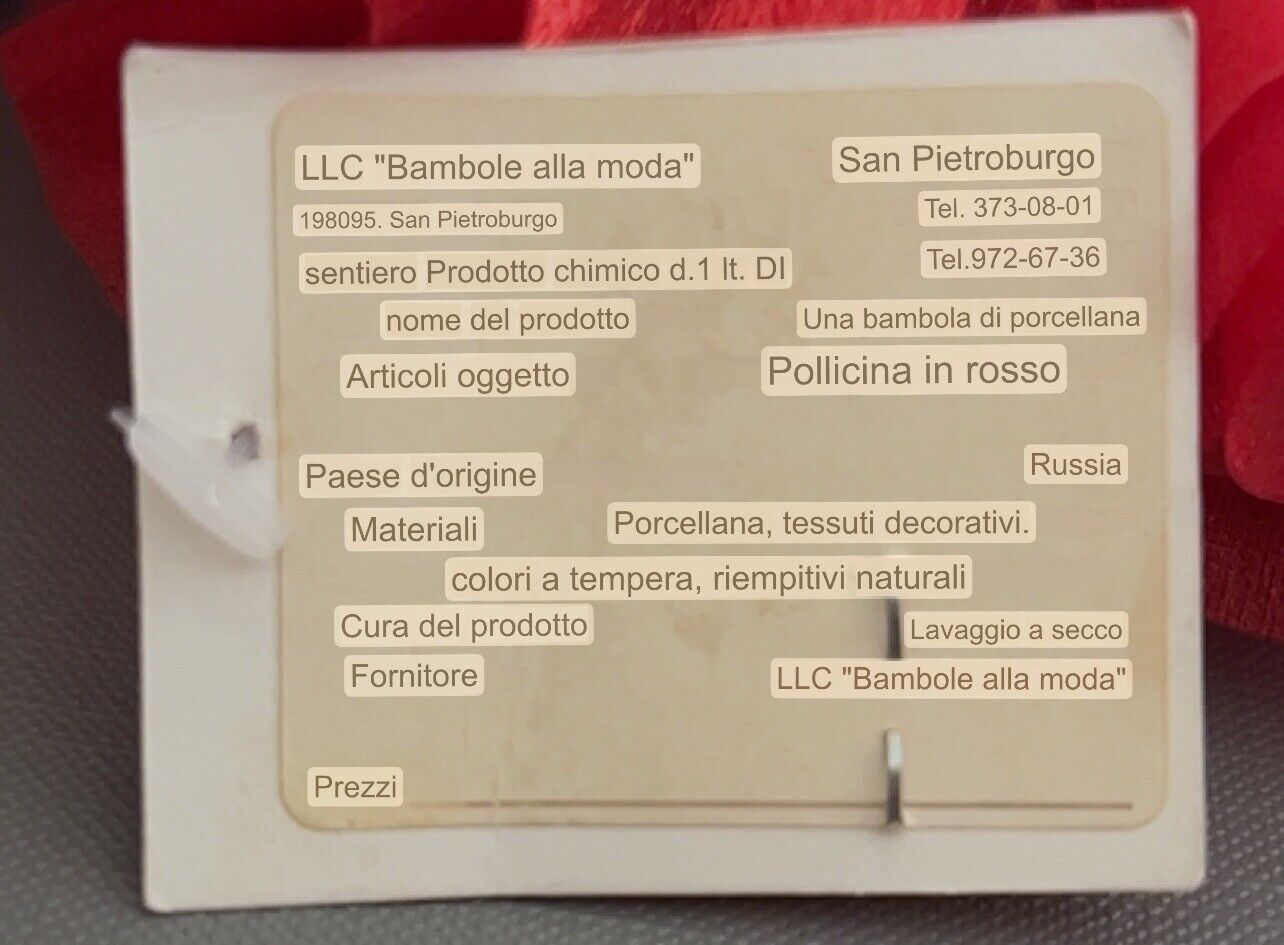 LLC "Bambole alla moda" San Pietroburgo
198095. San Pietroburgo Tel. 373-08-01
sentiero Prodotto chimico d.1 lt. DI Tel.972-67-36
nome del prodotto Una bambola di porcellana
Articoli oggetto Pollicina in rosso
Paese d'origine Russia
Materiali Porcellana, tessuti decorativi.
colori a tempera, riempitivi naturali
Cura del prodotto Lavaggio a secco
Fornitore LLC "Bambole alla moda"
Prezzi